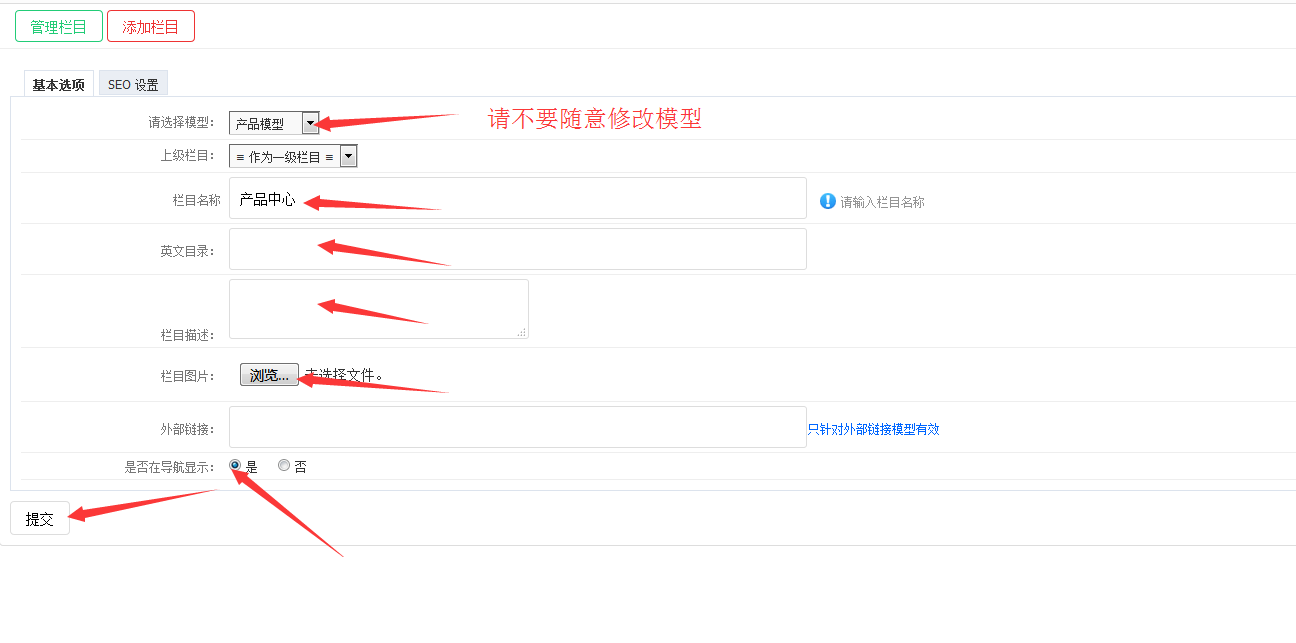 管理栏目 添加栏目
基本选项 SEO 设置
请选择模型： 产品模型 请不要随意修改模型
上级栏目： ≡ 作为一级栏目 ≡
栏目名称 产品中心 请输入栏目名称
英文目录：
栏目描述：
栏目图片： 浏览... 未选择文件。
外部链接： 只针对外部链接模型有效
是否在导航显示： 是 否
提交